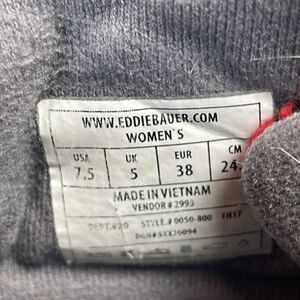 WWW.EDDIEBAUER.COM
WOMEN'S
USA UK EUR CM
7.5 5 38 24
MADE IN VIETNAM
VENDOR # 2993
DEPT.#20 STYLE.# 0050-800 FH17